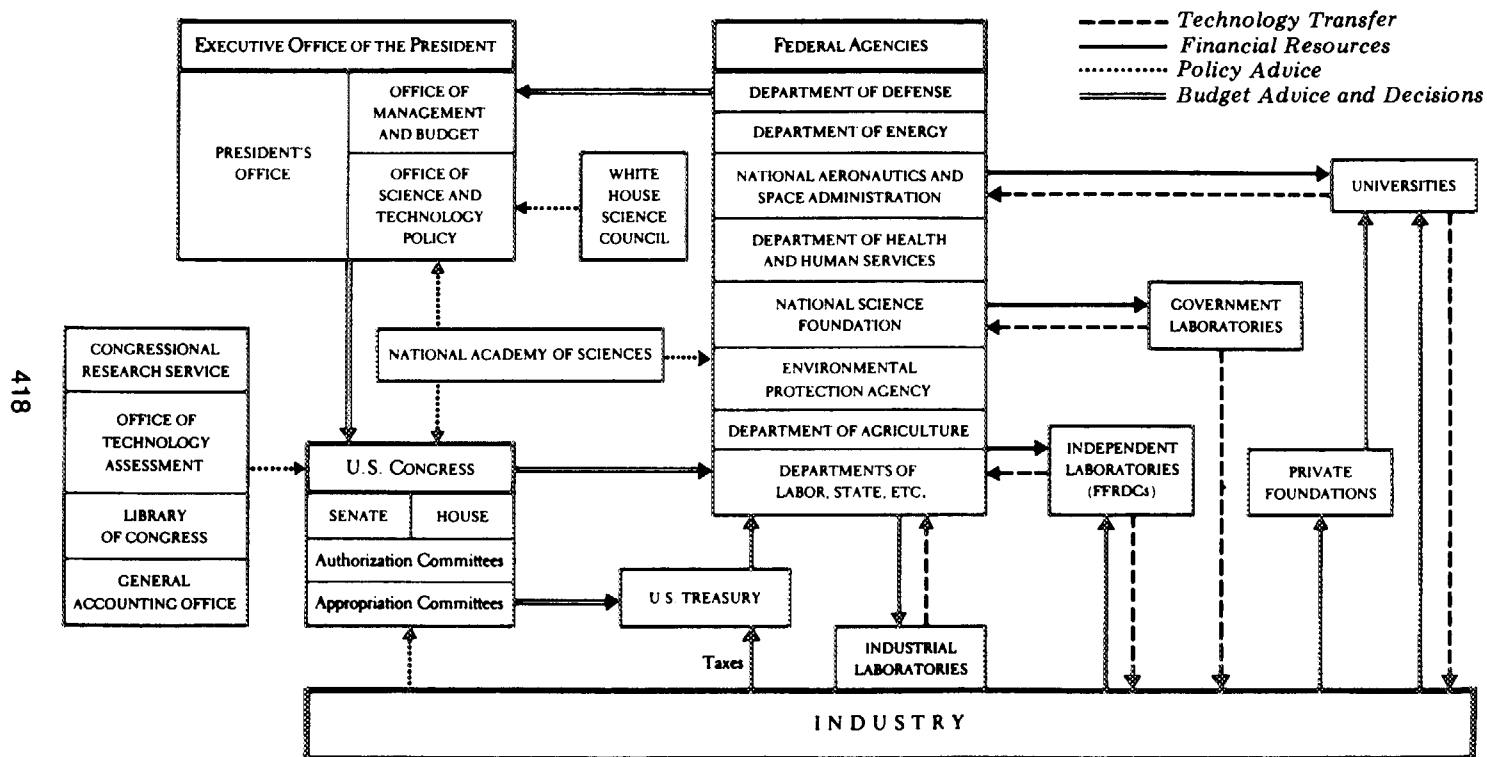 Technology Transfer
Financial Resources
Policy Advice
Budget Advice and Decisions
EXECUTIVE OFFICE OF THE PRESIDENT
PRESIDENT'S
OFFICE
OFFICE OF
MANAGEMENT
AND BUDGET
OFFICE OF
SCIENCE AND
TECHNOLOGY
POLICY
WHITE
HOUSE
SCIENCE
COUNCIL
FEDERAL AGENCIES
DEPARTMENT OF DEFENSE
DEPARTMENT OF ENERGY
NATIONAL AERONAUTICS AND
SPACE ADMINISTRATION
DEPARTMENT OF HEALTH
AND HUMAN SERVICES
NATIONAL SCIENCE
FOUNDATION
ENVIRONMENTAL
PROTECTION AGENCY
DEPARTMENT OF AGRICULTURE
DEPARTMENTS OF
LABOR, STATE, ETC.
UNIVERSITIES
GOVERNMENT
LABORATORIES
INDEPENDENT
LABORATORIES
(FFRDCs)
PRIVATE
FOUNDATIONS
NATIONAL ACADEMY OF SCIENCES
CONGRESSIONAL
RESEARCH SERVICE
OFFICE OF
TECHNOLOGY
ASSESSMENT
LIBRARY
OF CONGRESS
GENERAL
ACCOUNTING OFFICE
U.S. CONGRESS
SENATE
HOUSE
Authorization Committees
Appropriation Committees
U.S. TREASURY
Taxes
INDUSTRIAL
LABORATORIES
INDUSTRY
418